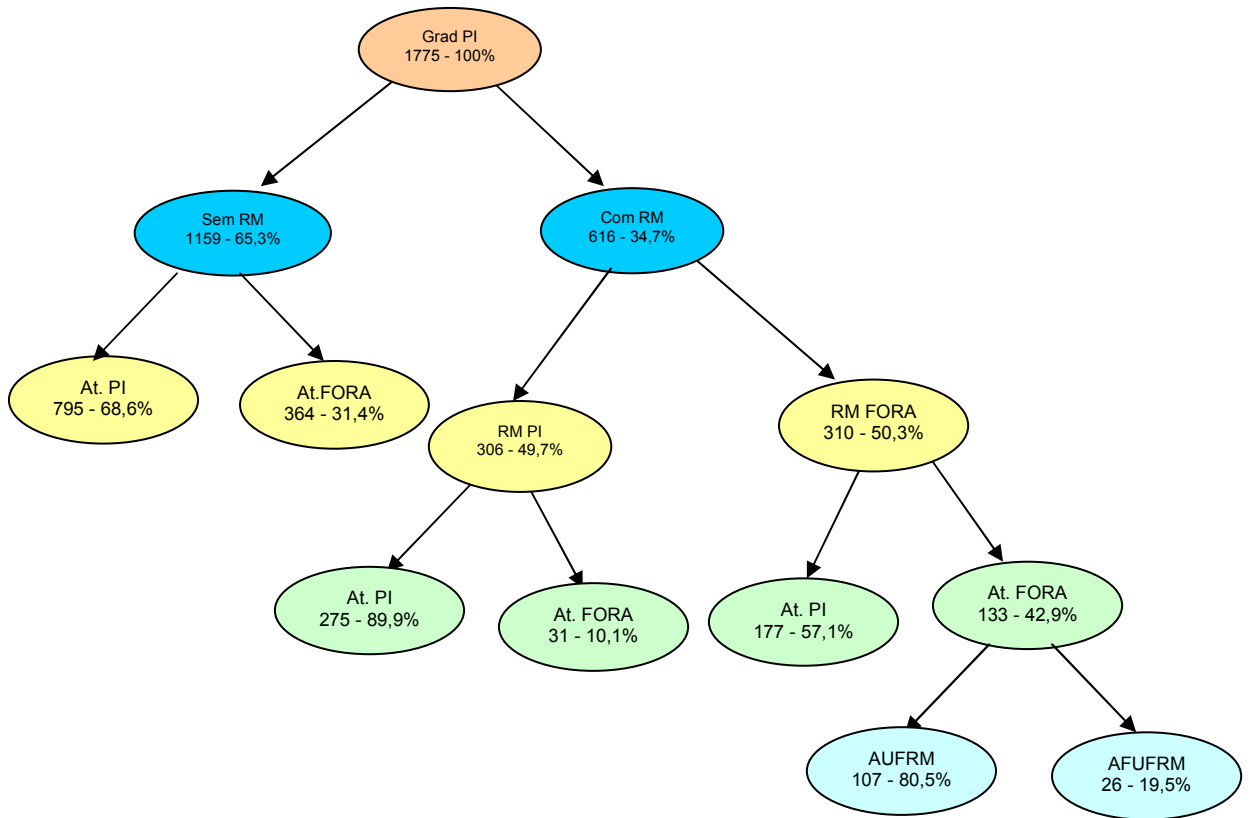 Grad PI
1775 - 100%
Sem RM
1159 - 65,3%
Com RM
616 - 34,7%
At. PI
795 - 68,6%
At.FORA
364 - 31,4%
RM PI
306 - 49,7%
RM FORA
310 - 50,3%
At. PI
275 - 89,9%
At. FORA
31 - 10,1%
At. PI
177 - 57,1%
At. FORA
133 - 42,9%
AUFRM
107 - 80,5%
AFUFRM
26 - 19,5%